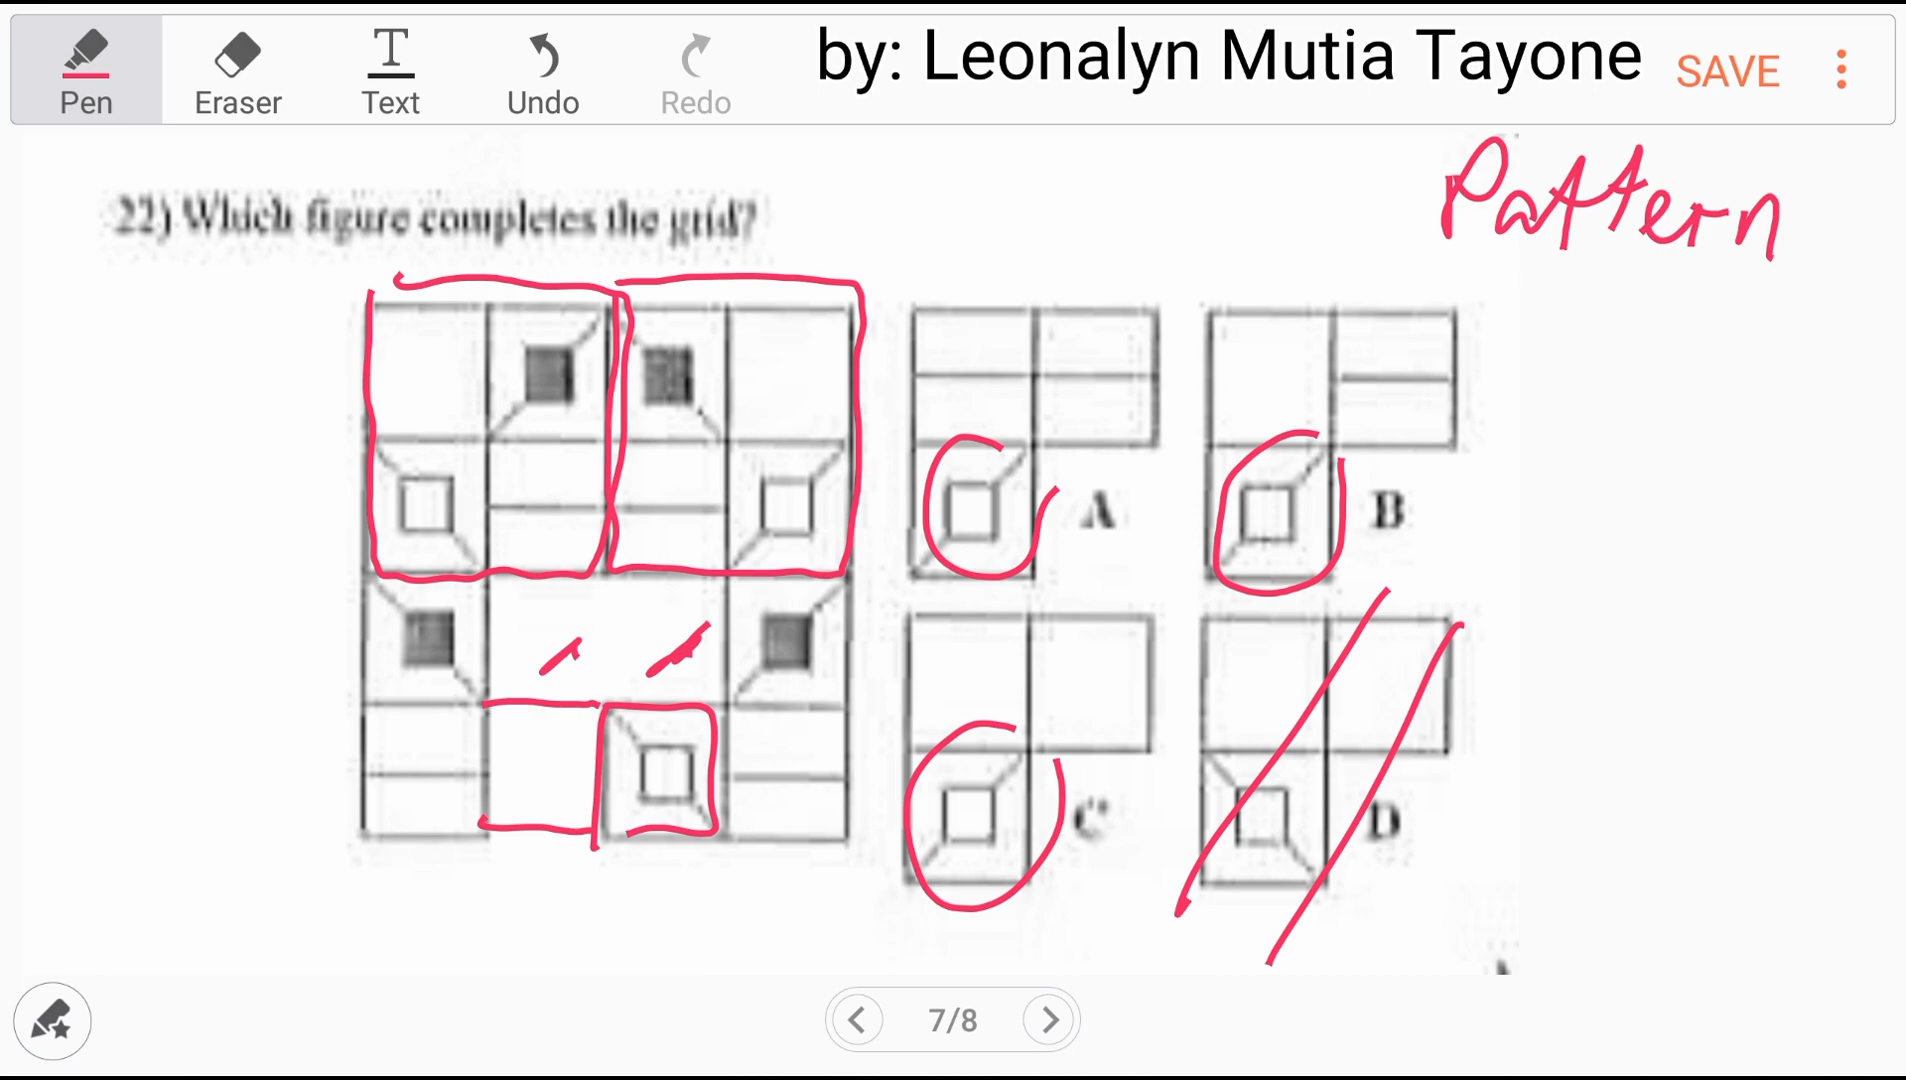 by: Leonalyn Mutia Tayone
SAVE
Pen
Eraser
Text
Undo
Redo
Pattern
22) Which figure completes the grid?
A
B
C
D
7/8